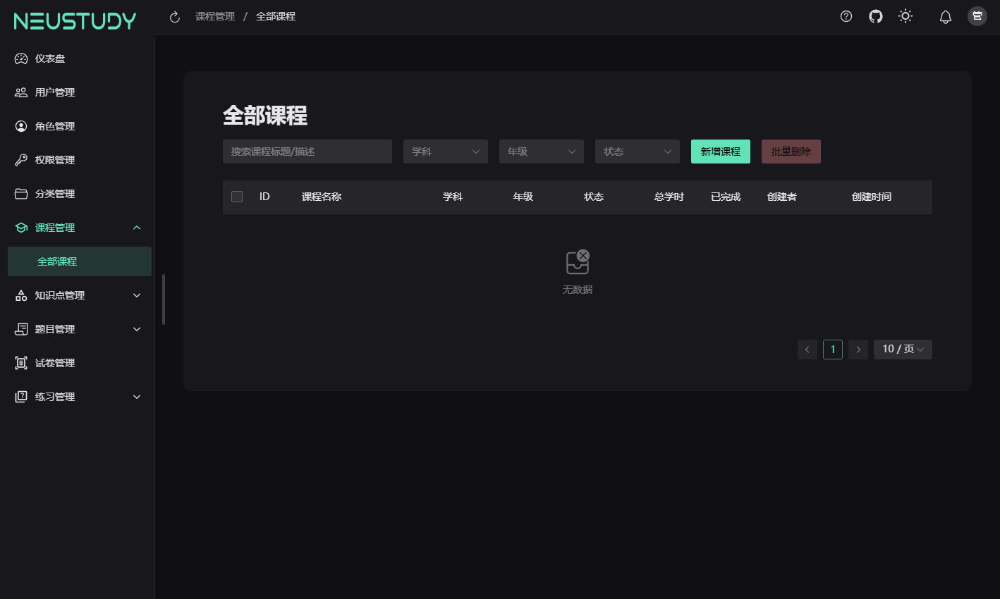 NEUSTUDY
课程管理 / 全部课程
管
仪表盘
用户管理
角色管理
权限管理
分类管理
课程管理
全部课程
知识点管理
题目管理
试卷管理
练习管理
全部课程
搜索课程标题/描述 学科 年级 状态 新增课程 批量删除
ID 课程名称 学科 年级 状态 总学时 已完成 创建者 创建时间
无数据
1 10 / 页